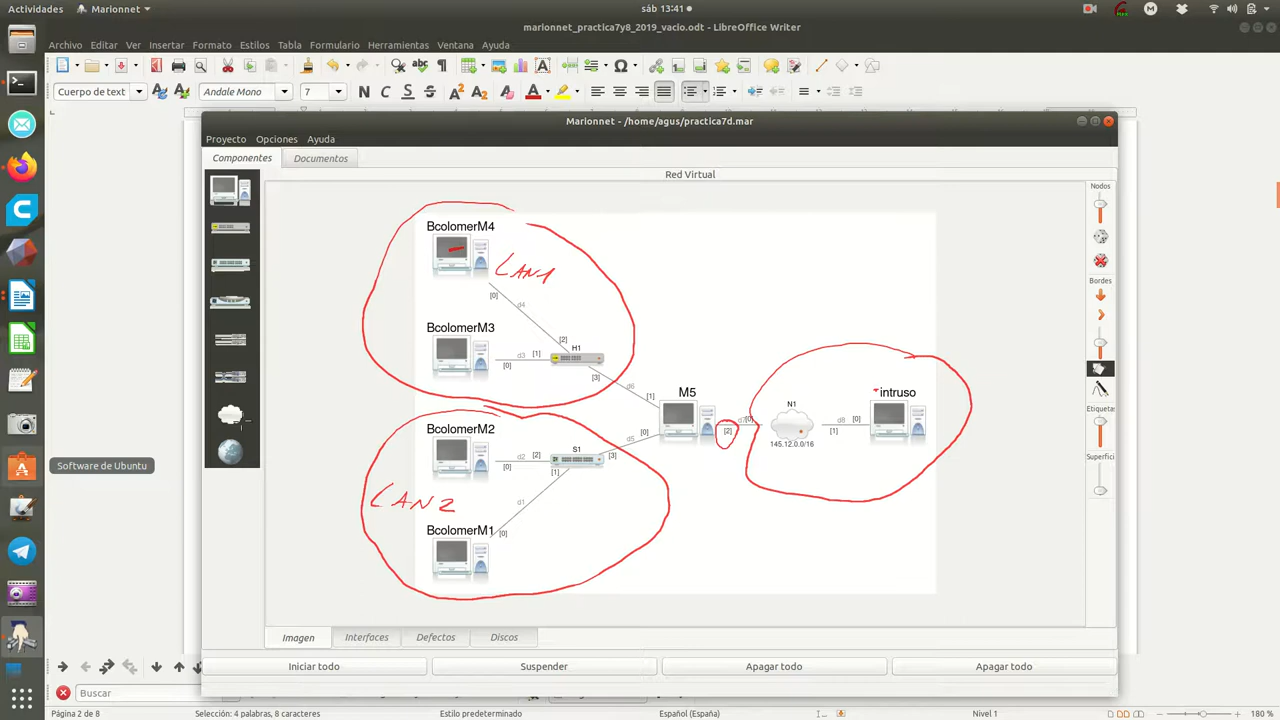 Actividades Marionnet sáb 13:41
marionnet_practica7y8_2019_vacio.odt - LibreOffice Writer
Archivo Editar Ver Insertar Formato Estilos Tabla Formulario Herramientas Ventana Ayuda
Cuerpo de text Andale Mono 7
Marionnet - /home/agus/practica7d.mar
Proyecto Opciones Ayuda
Componentes Documentos
Red Virtual
Nodos
BcolomerM4
LAN1
[0] d4
Bordes
BcolomerM3
[2]
H1
d3 [1]
[0]
[3]
d6
[1]
M5
intruso
N1
d8 [0]
[0]
[2]
[1]
145.12.0.0/16
Etiquetas
BcolomerM2
[0]
d5
S1
[3]
d2 [2]
[0] [1]
Software de Ubuntu
Superfici
LAN2
d1
BcolomerM1
[0]
Imagen Interfaces Defectos Discos
Iniciar todo Suspender Apagar todo Apagar todo
Buscar
Página 2 de 8 Selección: 4 palabras, 8 caracteres Estilo predeterminado Español (España) Nivel 1 180 %